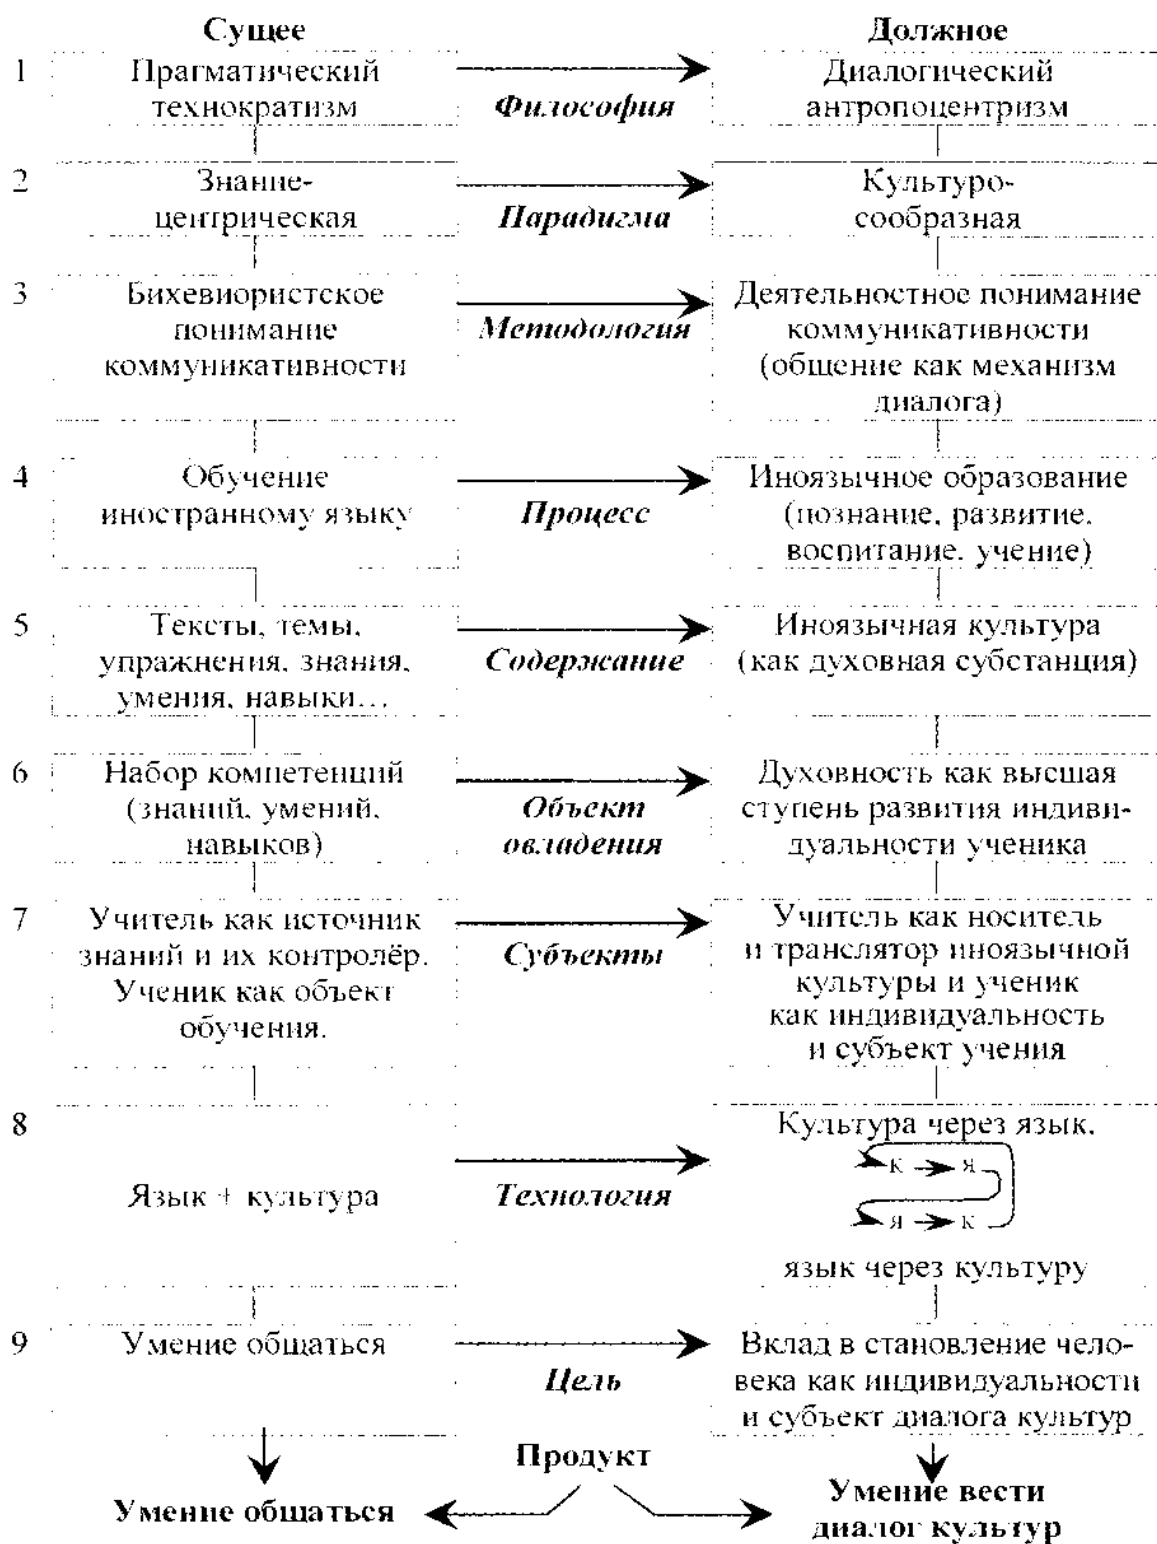 Сущее
Должное
1
Прагматический
технократизм
Философия
Диалогический
антропоцентризм
2
Знание-
центрическая
Парадигма
Культуро-
сообразная
3
Бихевиористское
понимание
коммуникативности
Методология
Деятельностное понимание
коммуникативности
(общение как механизм
диалога)
4
Обучение
иностранному языку
Процесс
Иноязычное образование
(познание, развитие,
воспитание, учение)
5
Тексты, темы,
упражнения, знания,
умения, навыки...
Содержание
Иноязычная культура
(как духовная субстанция)
6
Набор компетенций
(знаний, умений,
навыков)
Объект
овладения
Духовность как высшая
ступень развития индиви-
дуальности ученика
7
Учитель как источник
знаний и их контролёр.
Ученик как объект
обучения.
Субъекты
Учитель как носитель
и транслятор иноязычной
культуры и ученик
как индивидуальность
и субъект учения
8
Язык + культура
Технология
Культура через язык,
к я
я к
язык через культуру
9
Умение общаться
Цель
Вклад в становление чело-
века как индивидуальности
и субъект диалога культур
Продукт
Умение общаться
Умение вести
диалог культур